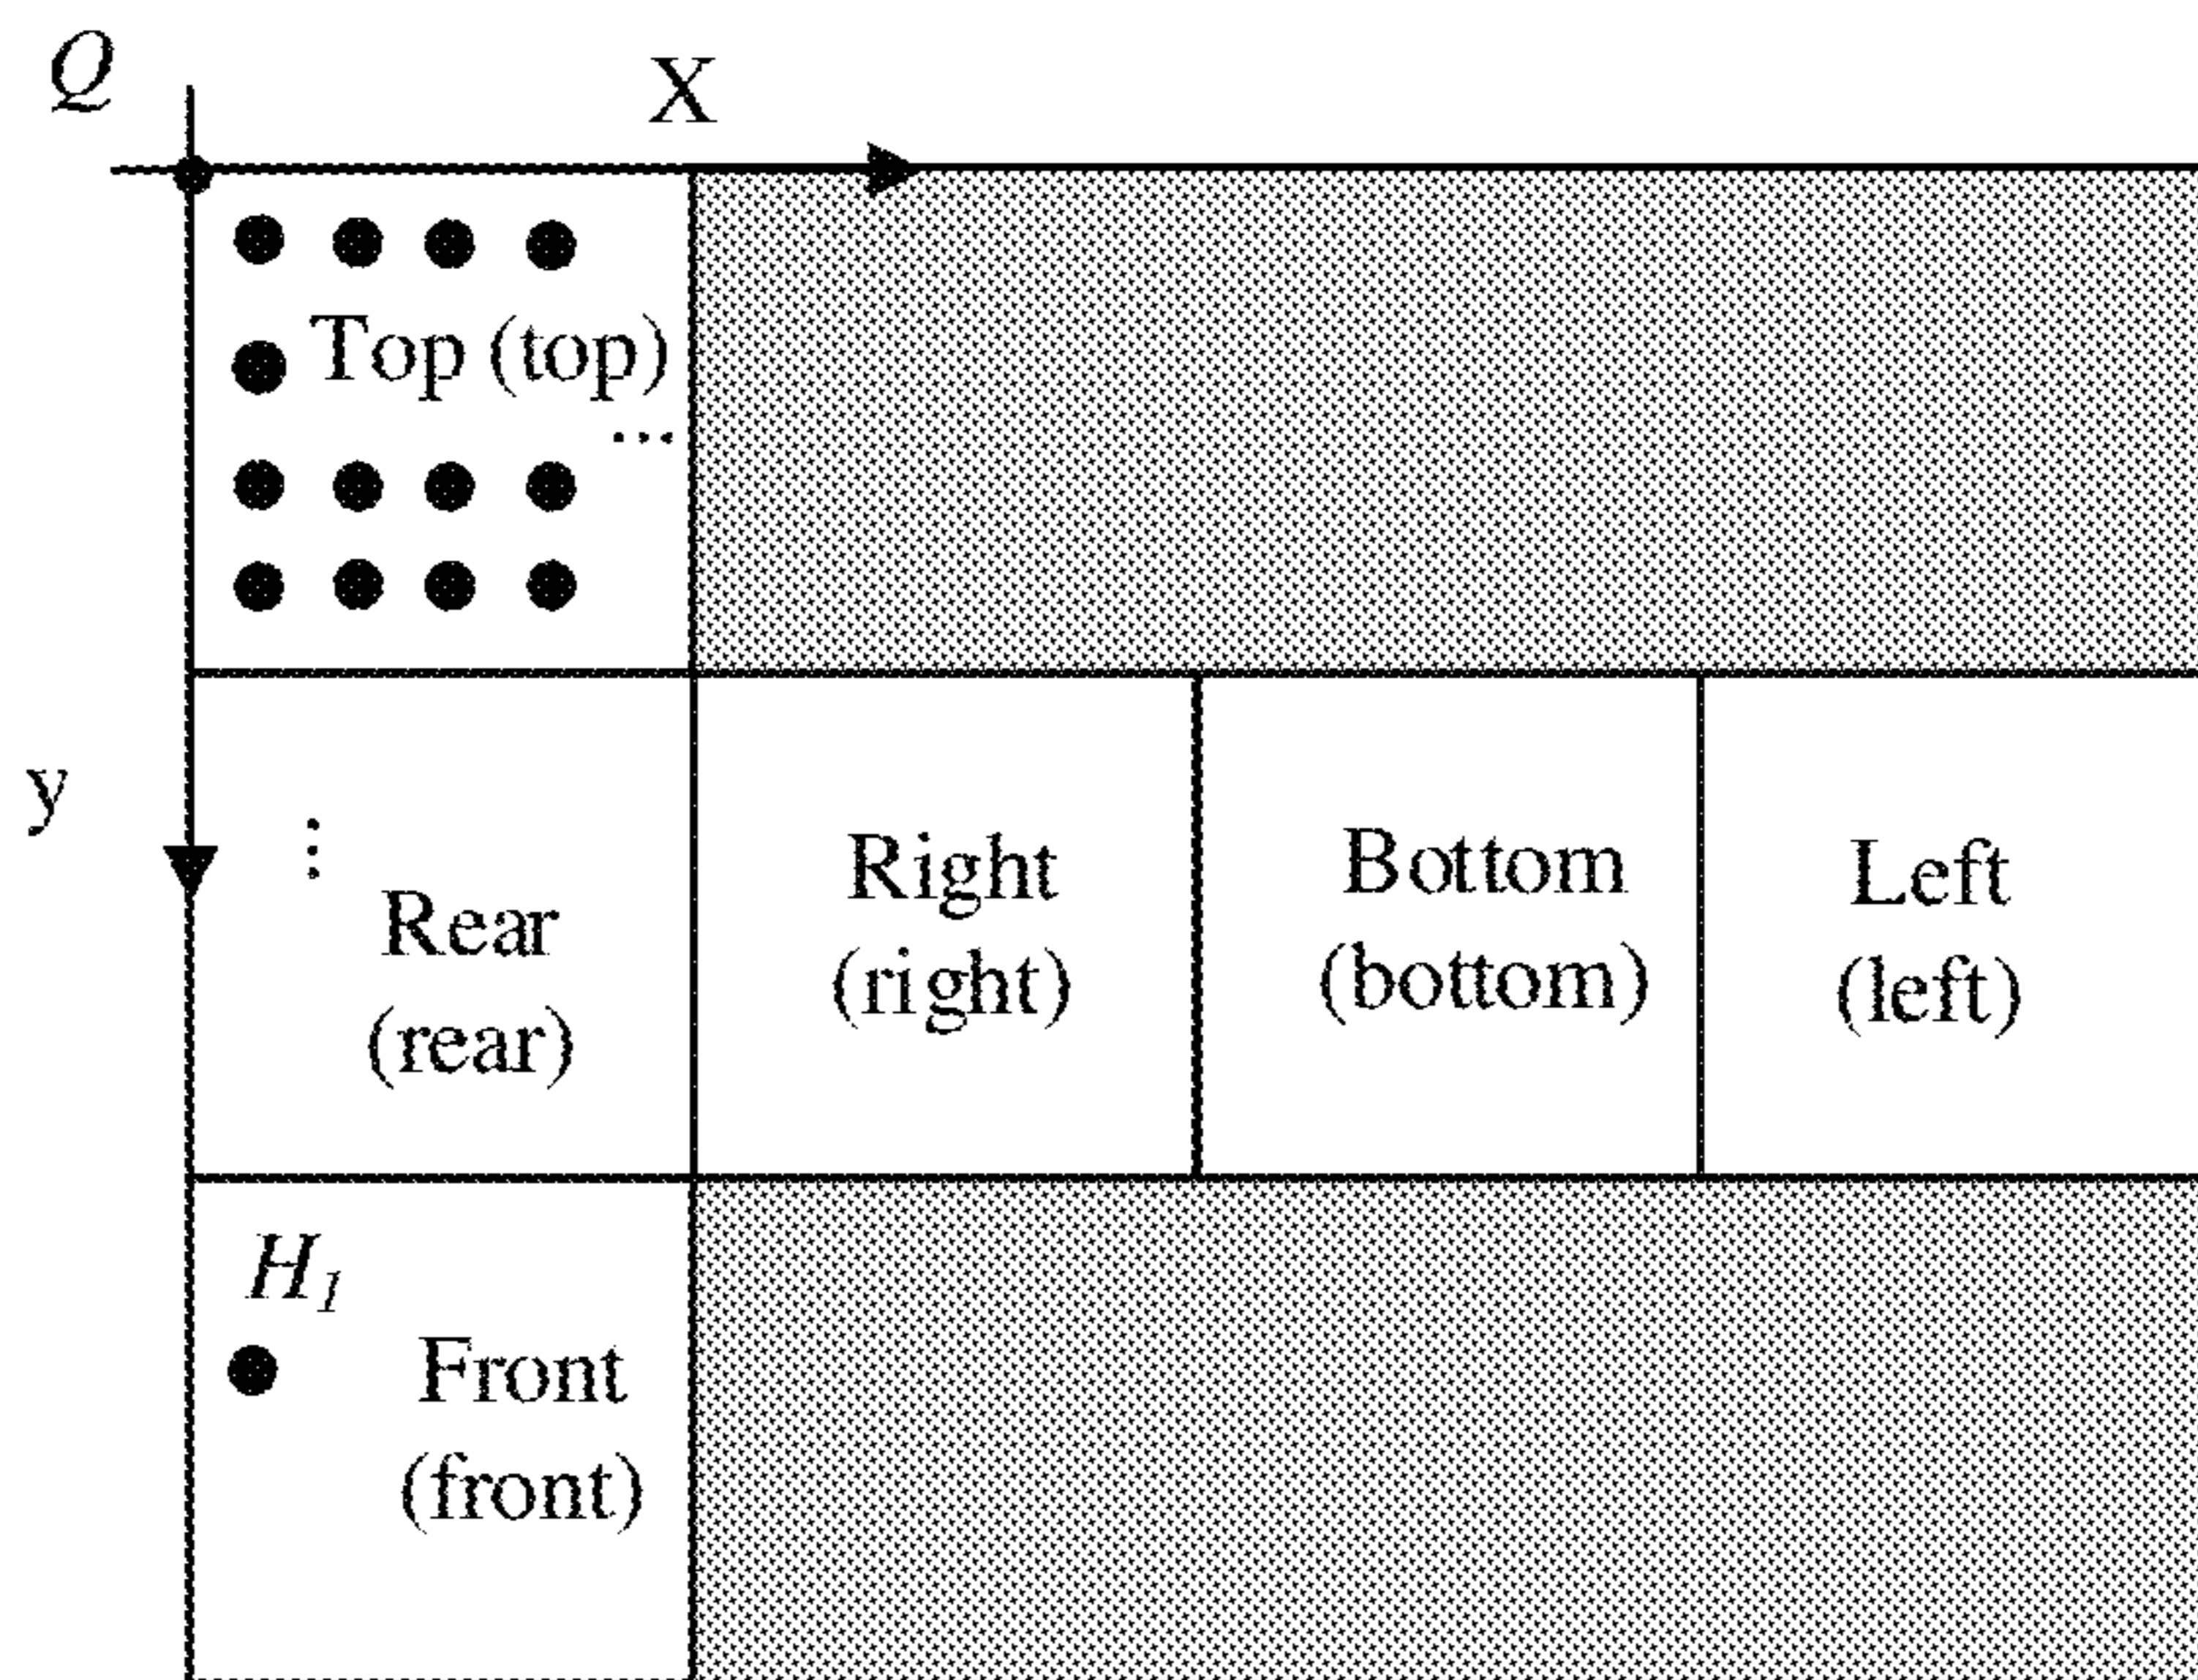 Q
X
Top (top)
...
y
⋮
Rear
(rear)
Right
(right)
Bottom
(bottom)
Left
(left)
H1
Front
(front)